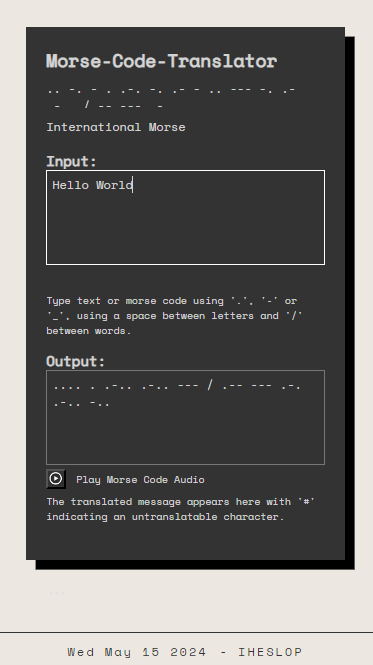 Morse-Code-Translator
.. -. - . .-. -. .- - .. --- -. .-
-   / -- ---  -
International Morse
Input:
Hello World
Type text or morse code using '.', '-' or
'_', using a space between letters and '/'
between words.
Output:
.... . .-.. .-.. --- / .-- --- .-.
.-.. -..
Play Morse Code Audio
The translated message appears here with '#'
indicating an untranslatable character.
Wed May 15 2024 - IHESLOP